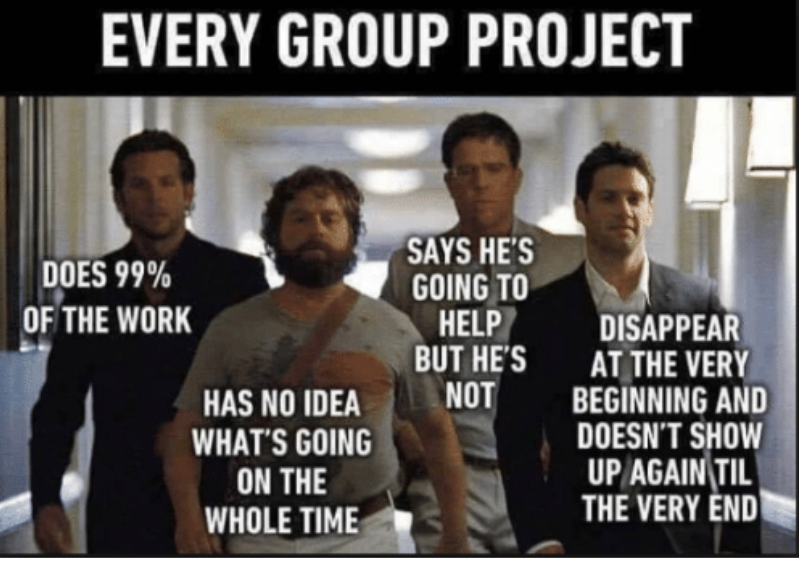 EVERY GROUP PROJECT
DOES 99%
OF THE WORK
HAS NO IDEA
WHAT'S GOING
ON THE
WHOLE TIME
SAYS HE'S
GOING TO
HELP
BUT HE'S
NOT
DISAPPEAR
AT THE VERY
BEGINNING AND
DOESN'T SHOW
UP AGAIN TIL
THE VERY END